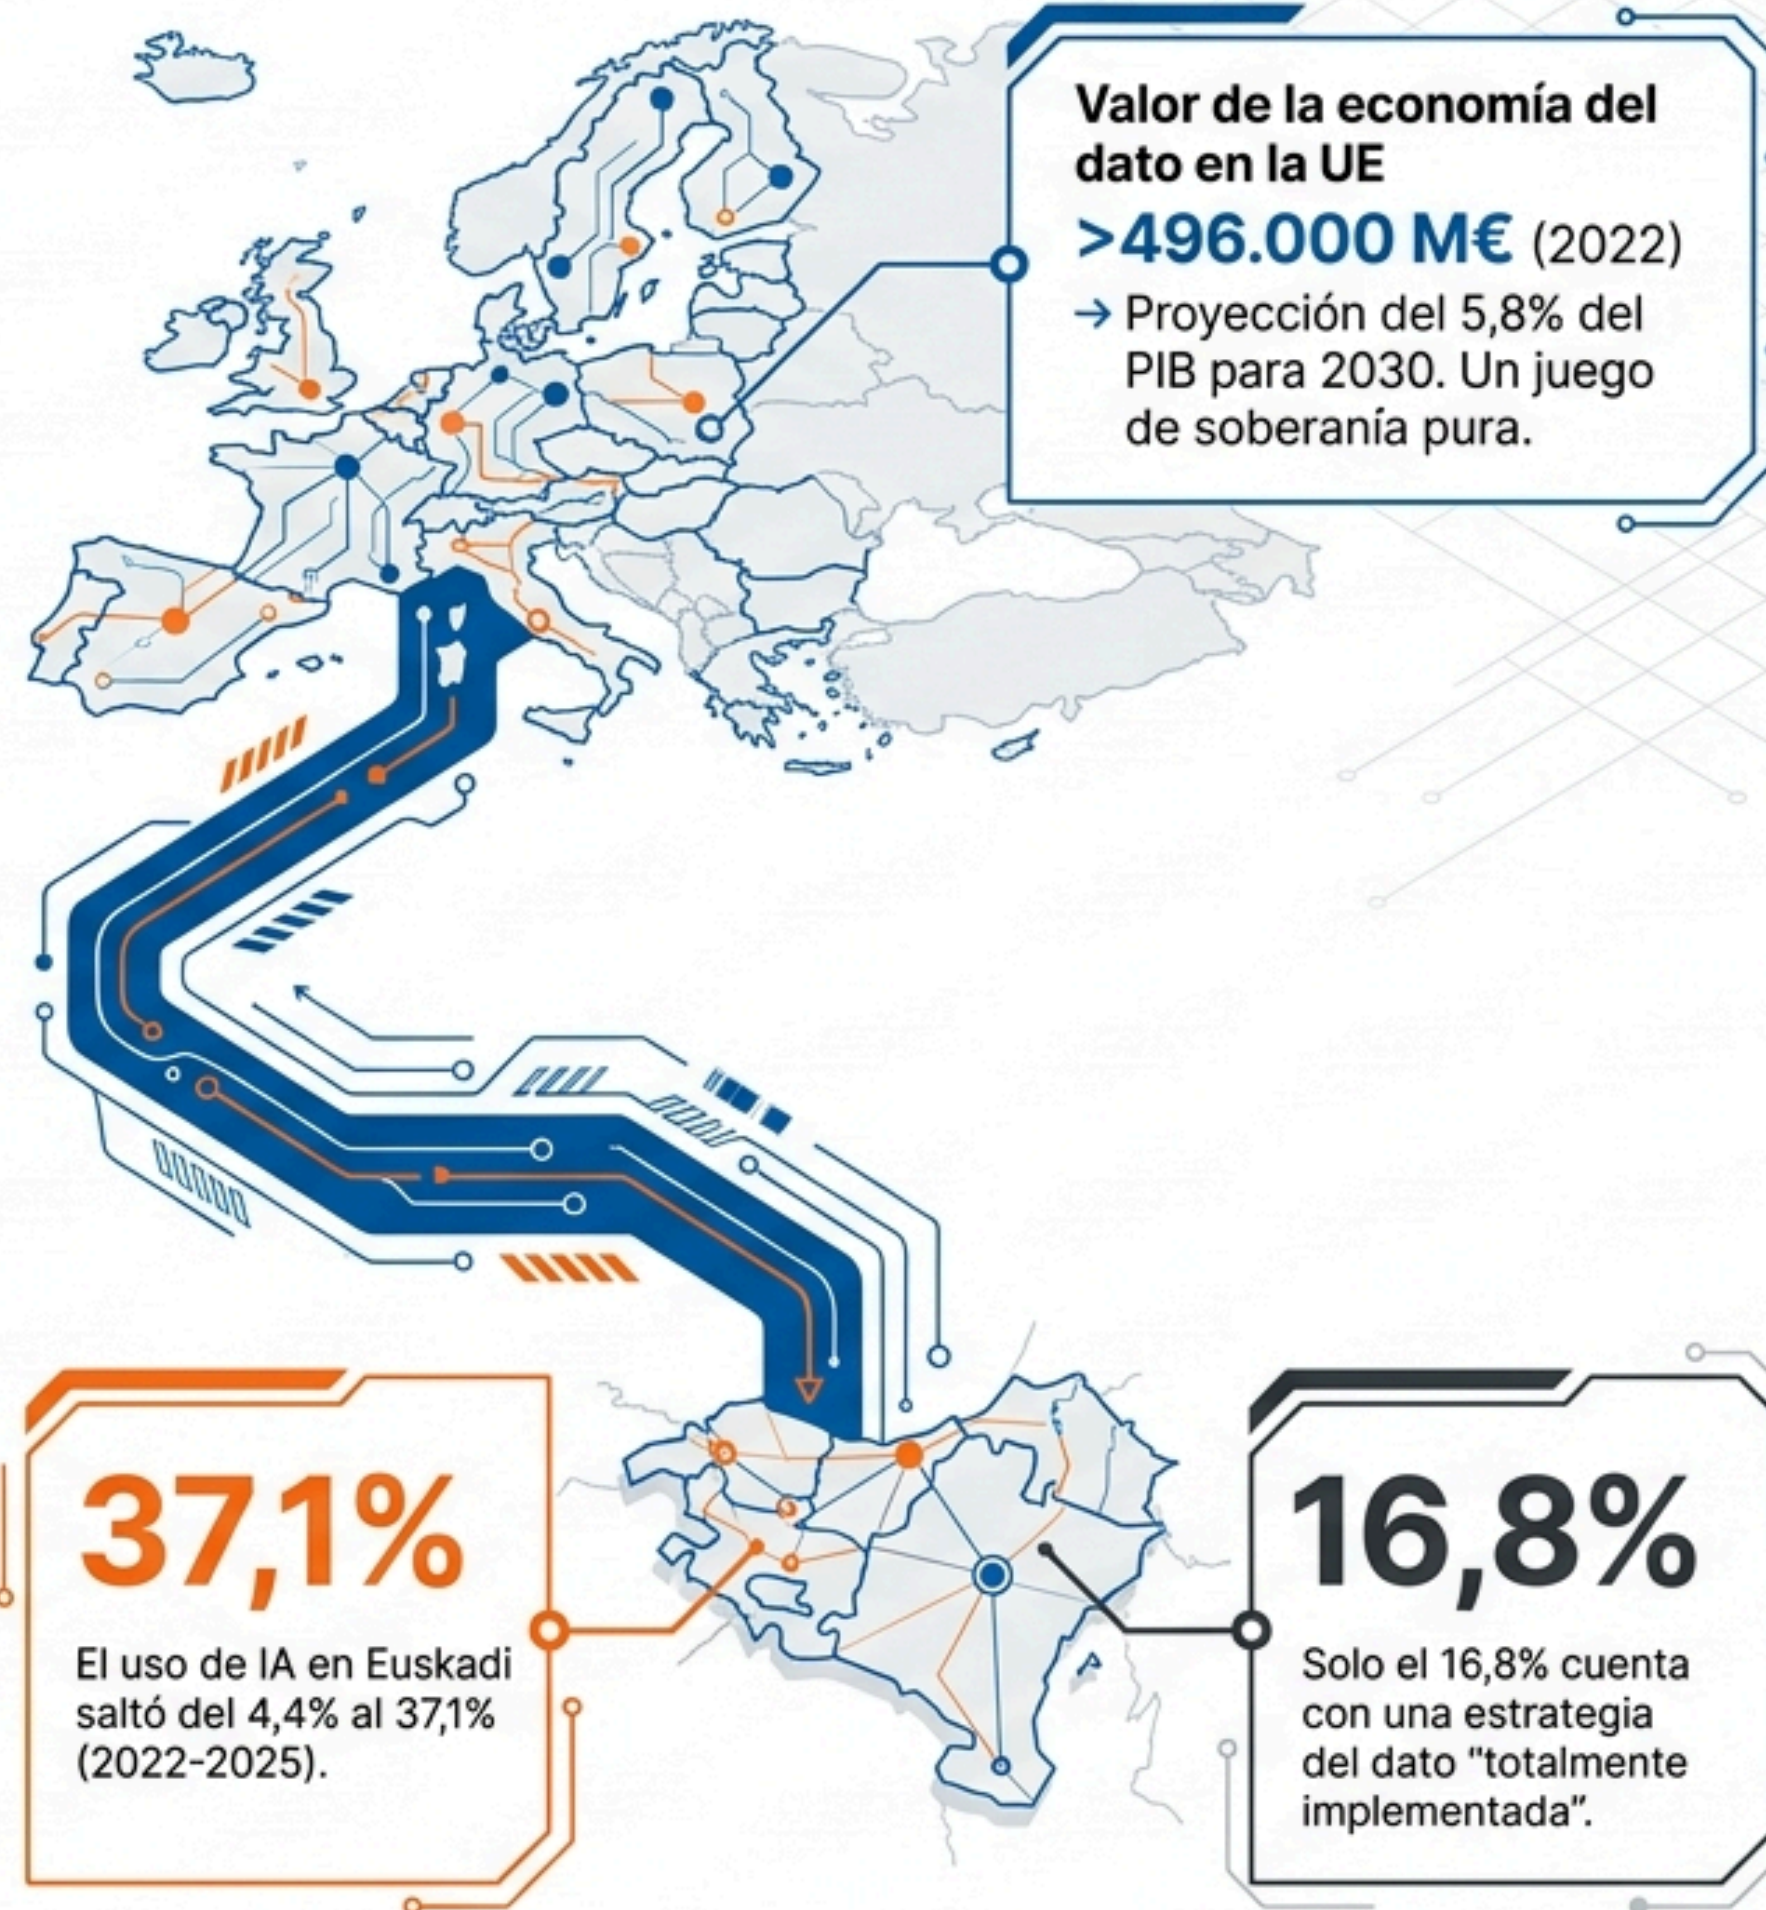 Valor de la economía del
dato en la UE
>496.000 M€ (2022)
→ Proyección del 5,8% del
PIB para 2030. Un juego
de soberanía pura.
37,1%
El uso de IA en Euskadi
saltó del 4,4% al 37,1%
(2022-2025).
16,8%
Solo el 16,8% cuenta
con una estrategia
del dato "totalmente
implementada".